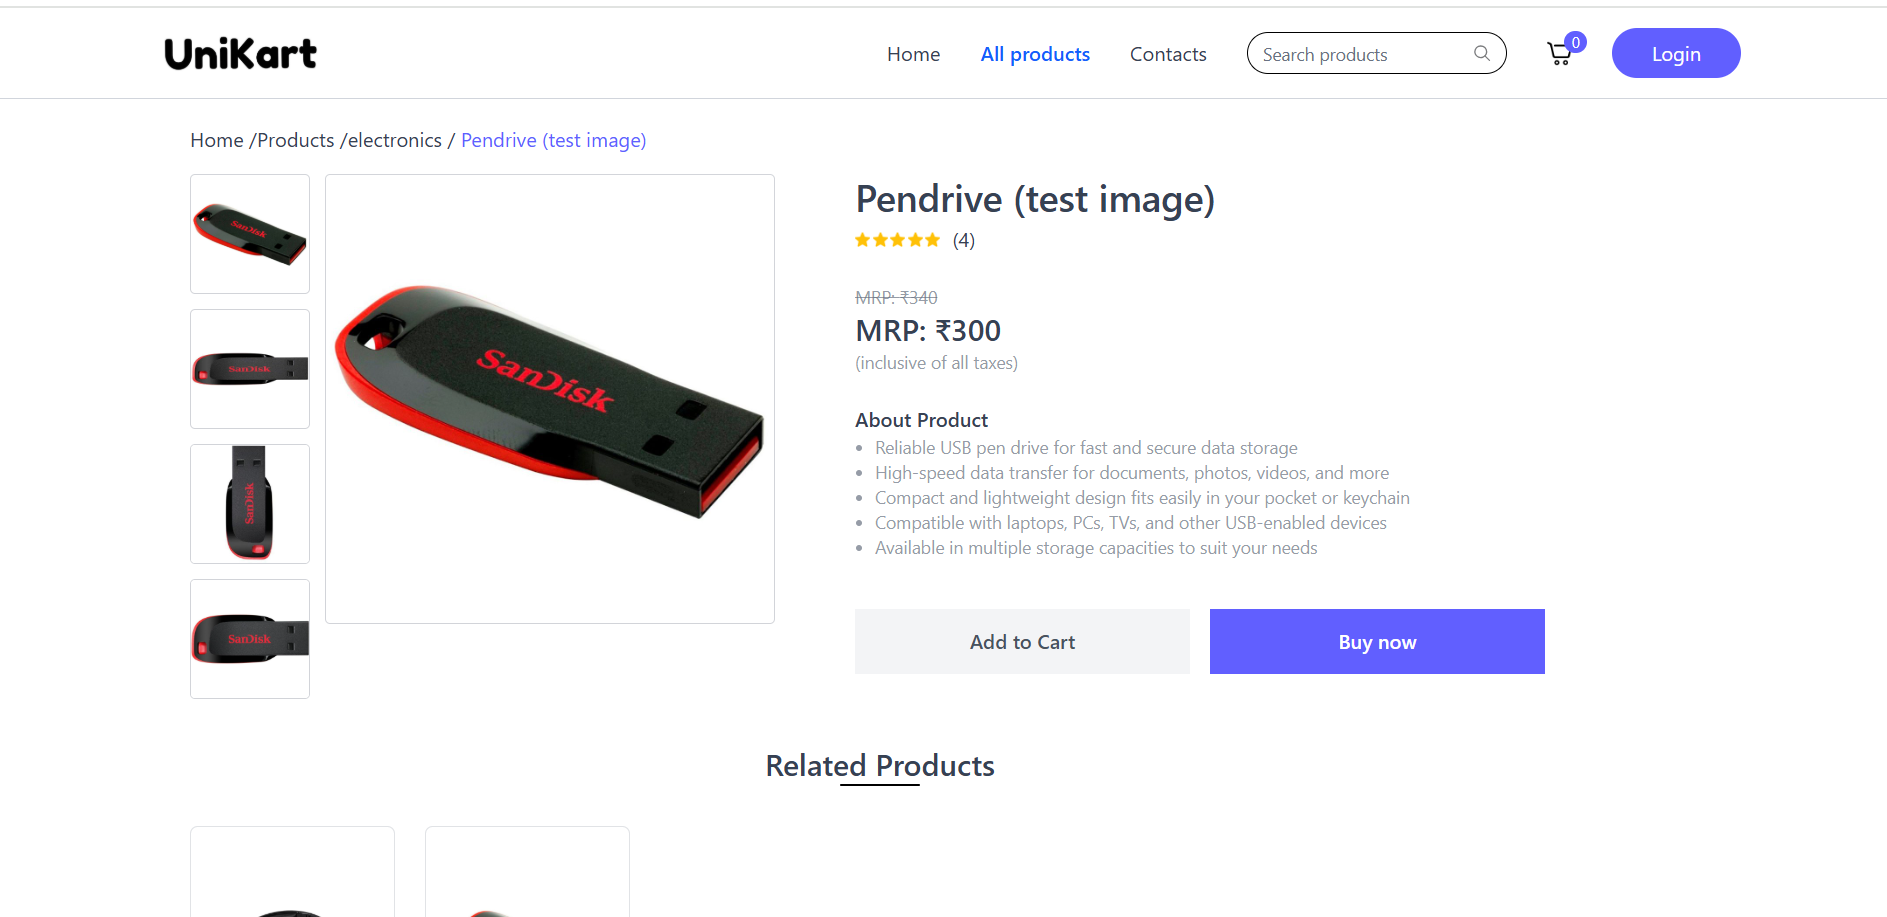 UniKart
Home
All products
Contacts
Search products
0
Login
Home /Products /electronics / Pendrive (test image)
SanDisk
SanDisk
SanDisk
SanDisk
SanDisk
Pendrive (test image)
(4)
MRP: ₹340
MRP: ₹300
(inclusive of all taxes)
About Product
Reliable USB pen drive for fast and secure data storage
High-speed data transfer for documents, photos, videos, and more
Compact and lightweight design fits easily in your pocket or keychain
Compatible with laptops, PCs, TVs, and other USB-enabled devices
Available in multiple storage capacities to suit your needs
Add to Cart
Buy now
Related Products